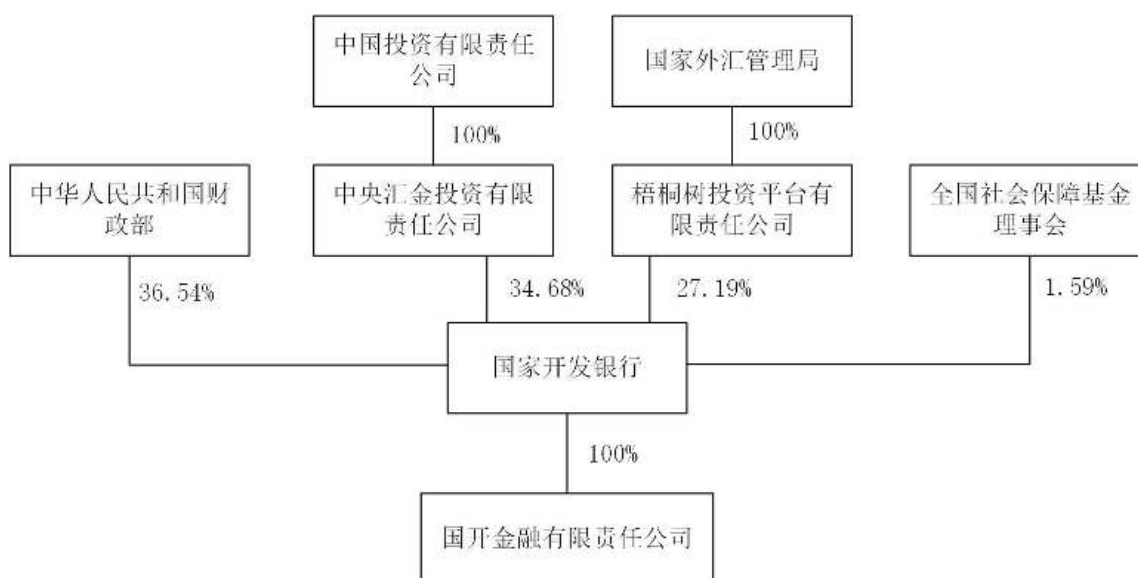 中国投资有限责任
公司
国家外汇管理局
100%
100%
中华人民共和国财
政部
中央汇金投资有限
责任公司
梧桐树投资平台有
限责任公司
全国社会保障基金
理事会
36.54%
34.68%
27.19%
1.59%
国家开发银行
100%
国开金融有限责任公司